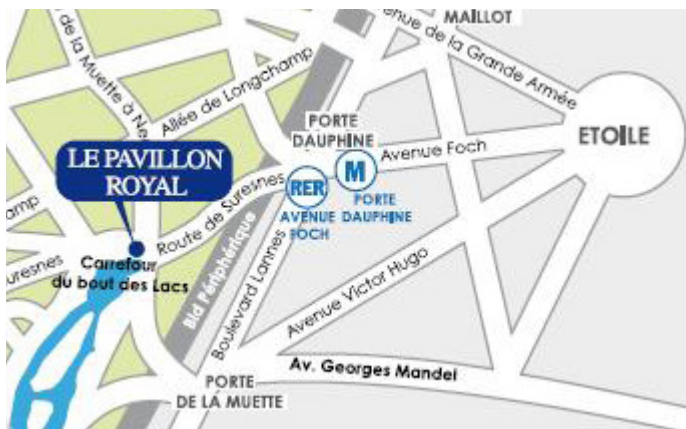 MAILLOT
de la Muette à Ne
Avenue de la Grande Armée
Allée de Longchamp
PORTE
DAUPHINE
ETOILE
Avenue Foch
M
LE PAVILLON
ROYAL
RER
PORTE
DAUPHINE
AVENUE
FOCH
Route de Suresnes
amp
uresnes
Carrefour
du bout des Lacs
Bld Périphérique
Boulevard Lannes
Avenue Victor Hugo
Av. Georges Mandel
PORTE
DE LA MUETTE